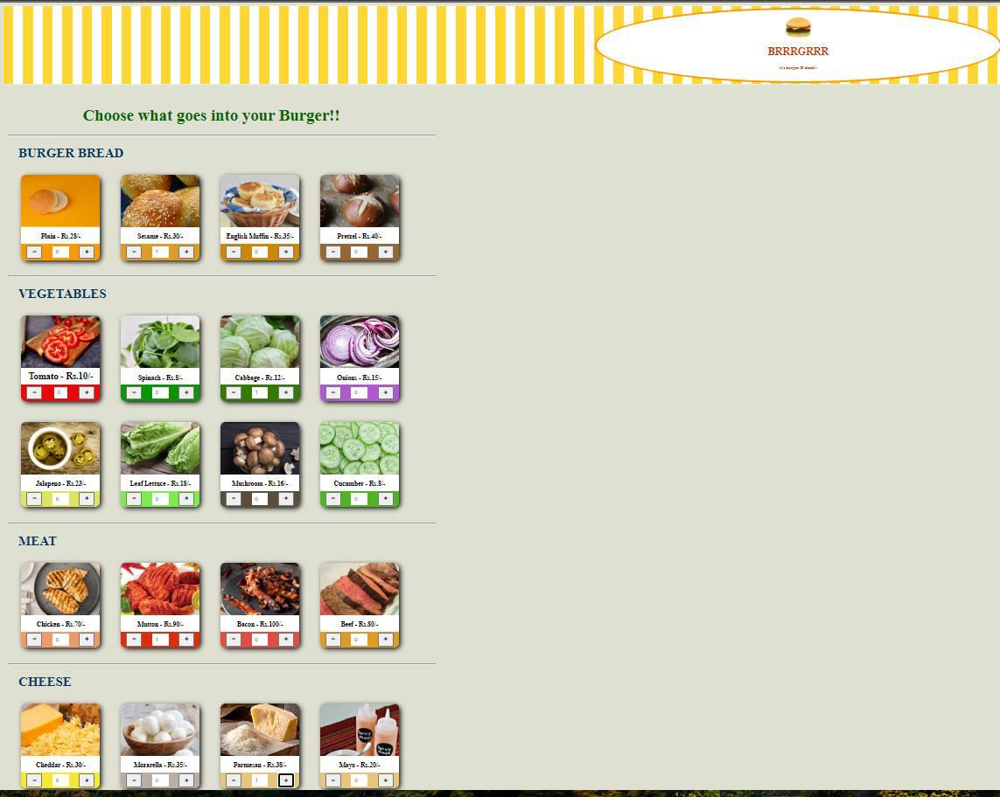 BRRRGRRR
Choose what goes into your Burger!!
BURGER BREAD
Plain - Rs.28/- Sesame - Rs.30/- English Muffin - Rs.35/- Pretzel - Rs.40/-
- 0 + - 1 + - 0 + - 0 +
VEGETABLES
Tomato - Rs.10/- Spinach - Rs.8/- Cabbage - Rs.12/- Onions - Rs.15/-
- 0 + - 0 + - 1 + - 0 +
Jalapeno - Rs.23/- Leaf Lettuce - Rs.18/- Mushroom - Rs.16/- Cucumber - Rs.8/-
- 0 + - 0 + - 0 + - 0 +
MEAT
Chicken - Rs.70/- Mutton - Rs.90/- Bacon - Rs.100/- Beef - Rs.80/-
- 0 + - 1 + - 0 + - 0 +
CHEESE
Cheddar - Rs.30/- Mozarella - Rs.35/- Parmesan - Rs.38/- Mayo - Rs.20/-
- 0 + - 0 + - 1 + - 0 +